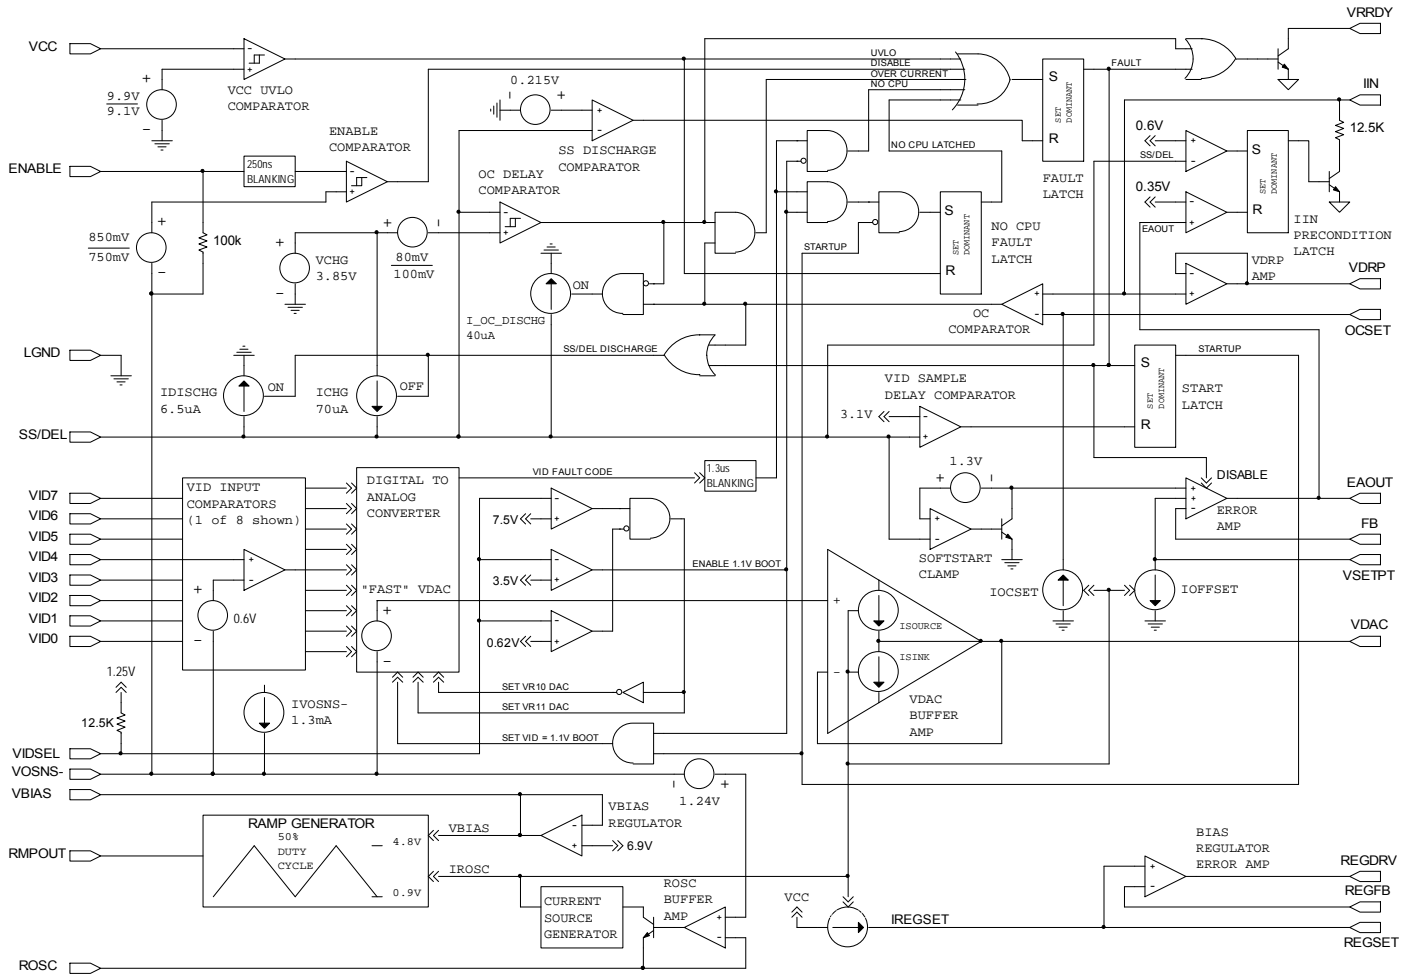 VCC
9.9V
9.1V
VCC UVLO
COMPARATOR
ENABLE
250ns
BLANKING
ENABLE
COMPARATOR
850mV
750mV
100k
VCHG
3.85V
80mV
100mV
OC DELAY
COMPARATOR
0.215V
SS DISCHARGE
COMPARATOR
UVLO
DISABLE
OVER CURRENT
NO CPU
NO CPU LATCHED
S
R
SET
DOMINANT
FAULT
LATCH
FAULT
VRRDY
IIN
12.5K
0.6V
SS/DEL
0.35V
EAOUT
S
R
SET
DOMINANT
IIN
PRECONDITION
LATCH
STARTUP
S
R
SET
DOMINANT
NO CPU
FAULT
LATCH
VDRP
AMP
VDRP
OCSET
OC
COMPARATOR
ON
I_OC_DISCHG
40uA
LGND
SS/DEL DISCHARGE
IDISCHG
6.5uA
ON
ICHG
70uA
OFF
VID SAMPLE
DELAY COMPARATOR
3.1V
S
R
SET
DOMINANT
STARTUP
START
LATCH
SS/DEL
VID FAULT CODE
1.3us
BLANKING
1.3V
SOFTSTART
CLAMP
DISABLE
ERROR
AMP
EAOUT
FB
VSETPT
IOCSET
IOFFSET
VDAC
VID7
VID6
VID5
VID4
VID3
VID2
VID1
VID0
VID INPUT
COMPARATORS
(1 of 8 shown)
0.6V
DIGITAL TO
ANALOG
CONVERTER
"FAST" VDAC
7.5V
3.5V
0.62V
ENABLE 1.1V BOOT
ISOURCE
ISINK
VDAC
BUFFER
AMP
1.25V
12.5K
IVOSNS-
1.3mA
SET VR10 DAC
SET VR11 DAC
SET VID = 1.1V BOOT
VIDSEL
VOSNS-
1.24V
VBIAS
VBIAS
REGULATOR
6.9V
VBIAS
RAMP GENERATOR
50%
DUTY
CYCLE
4.8V
0.9V
RMPOUT
IROSC
CURRENT
SOURCE
GENERATOR
ROSC
BUFFER
AMP
VCC
IREGSET
BIAS
REGULATOR
ERROR AMP
REGDRV
REGFB
REGSET
ROSC